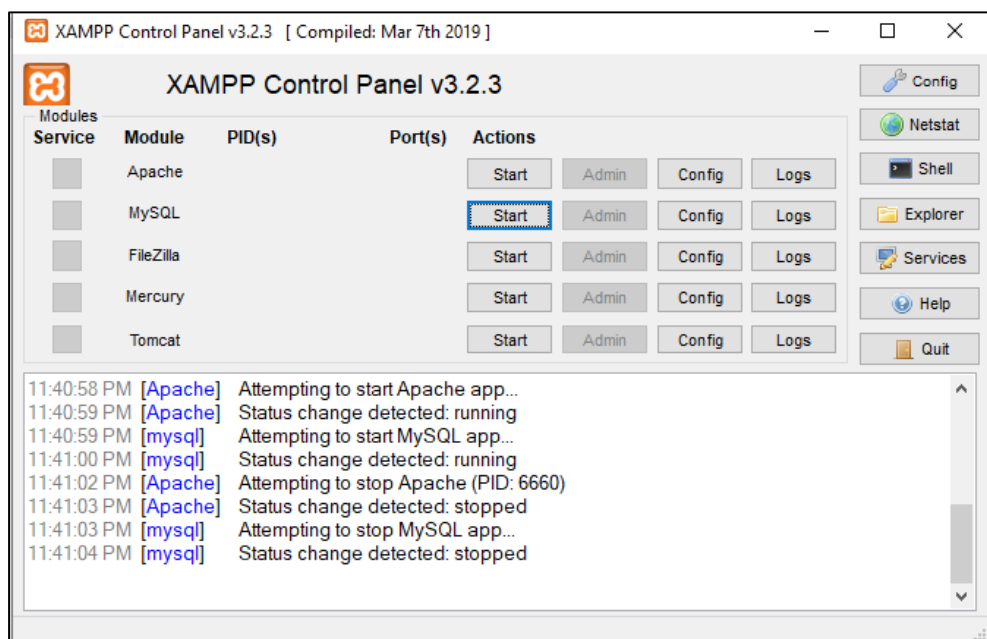 XAMPP Control Panel v3.2.3 [ Compiled: Mar 7th 2019 ]
XAMPP Control Panel v3.2.3
Config
Netstat
Shell
Explorer
Services
Help
Quit
Modules
Service Module PID(s) Port(s) Actions
Apache Start Admin Config Logs
MySQL Start Admin Config Logs
FileZilla Start Admin Config Logs
Mercury Start Admin Config Logs
Tomcat Start Admin Config Logs
11:40:58 PM [Apache] Attempting to start Apache app...
11:40:59 PM [Apache] Status change detected: running
11:40:59 PM [mysql] Attempting to start MySQL app...
11:41:00 PM [mysql] Status change detected: running
11:41:02 PM [Apache] Attempting to stop Apache (PID: 6660)
11:41:03 PM [Apache] Status change detected: stopped
11:41:03 PM [mysql] Attempting to stop MySQL app...
11:41:04 PM [mysql] Status change detected: stopped